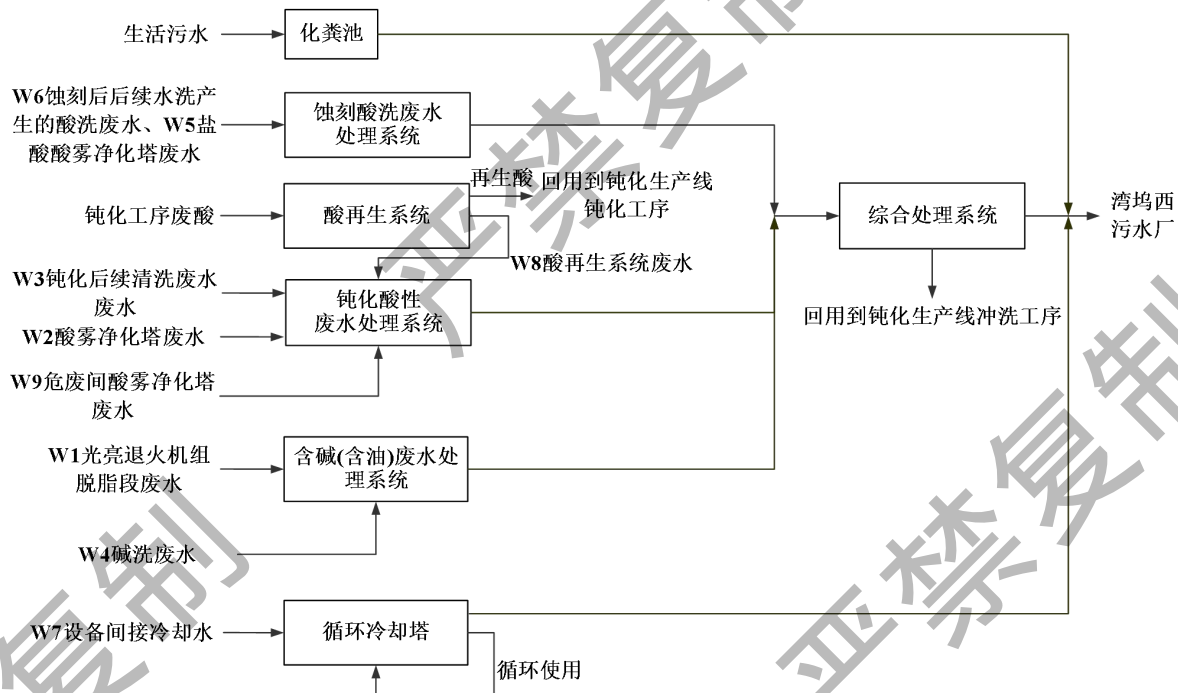 生活污水
化粪池
W6蚀刻后后续水洗产
生的酸洗废水、W5盐
酸酸雾净化塔废水
蚀刻酸洗废水
处理系统
钝化工序废酸
酸再生系统
再生酸
回用到钝化生产线
钝化工序
W8酸再生系统废水
W3钝化后续清洗废水
废水
W2酸雾净化塔废水
钝化酸性
废水处理系统
W9危废间酸雾净化塔
废水
W1光亮退火机组
脱脂段废水
含碱(含油)废水处
理系统
W4碱洗废水
W7设备间接冷却水
循环冷却塔
循环使用
综合处理系统
回用到钝化生产线冲洗工序
湾坞西
污水厂
严禁复制
严禁复制
复制